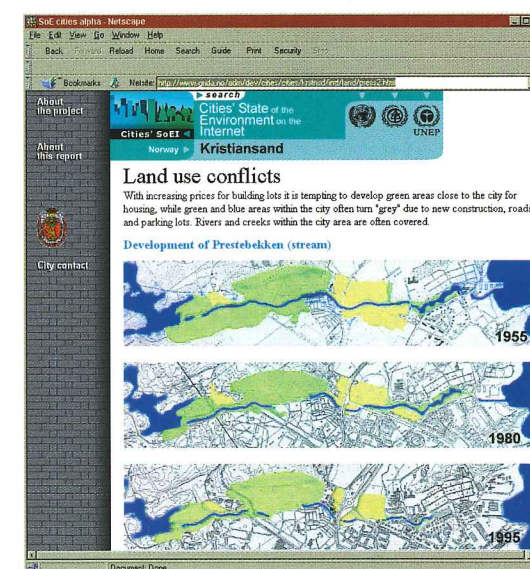 SoE cities alpha - Netscape
File Edit View Go Window Help
Back Forward Reload Home Search Guide Print Security Stop
Bookmarks Netsite:
search
About the project
Cities' State of the
Environment on the
Internet
Cities' SoEI
UNEP
Norway Kristiansand
About this report
Land use conflicts
With increasing prices for building lots it is tempting to develop green areas close to the city for
housing, while green and blue areas within the city often turn "grey" due to new construction, roads
and parking lots. Rivers and creeks within the city area are often covered.
Development of Prestebekken (stream)
City contact
1955
1980
1995
Document: Done